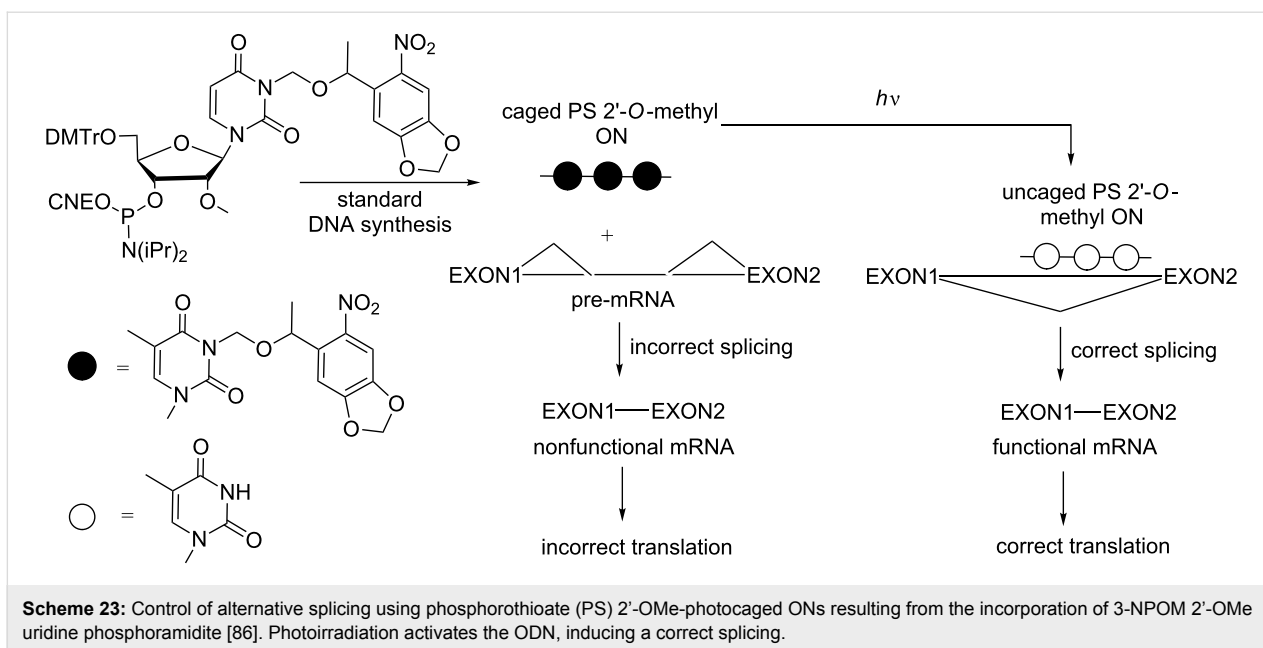 O
NO₂
N
O
N
O
O
O
DMTrO
O
CNEO
O
O
P
N(iPr)₂
standard
DNA synthesis
caged PS 2'-O-methyl
ON
+
EXON1
EXON2
pre-mRNA
incorrect splicing
EXON1—EXON2
nonfunctional mRNA
incorrect translation
hν
uncaged PS 2'-O-
methyl ON
EXON1
EXON2
correct splicing
EXON1—EXON2
functional mRNA
correct translation
=
O
NO₂
N
O
N
O
O
O
=
O
NH
N
O
Scheme 23: Control of alternative splicing using phosphorothioate (PS) 2’-OMe-photocaged ONs resulting from the incorporation of 3-NPOM 2’-OMe
uridine phosphoramidite [86]. Photoirradiation activates the ODN, inducing a correct splicing.